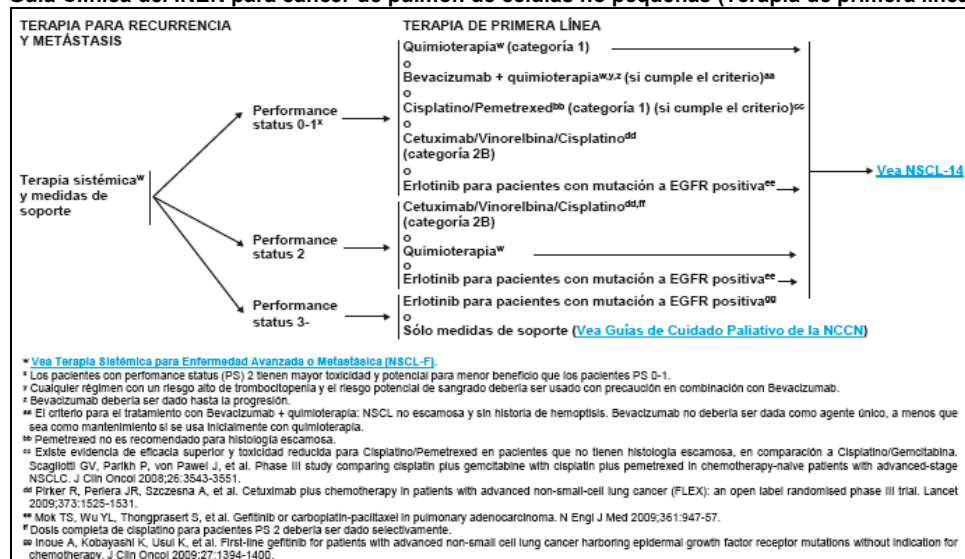 Guía Clínica del INEN para cáncer de pulmón de células no pequeñas (Terapia de primera línea
TERAPIA PARA RECURRENCIA
Y METÁSTASIS
TERAPIA DE PRIMERA LÍNEA
Terapia sistémicaʷ
y medidas de
soporte
Performance
status 0-1ˣ
Quimioterapiaʷ (categoría 1)
o
Bevacizumab + quimioterapiaʷ,ʸ,ᶻ (si cumple el criterio)ᵃᵃ
o
Cisplatino/Pemetrexedᵇᵇ (categoría 1) (si cumple el criterio)ᶜᶜ
o
Cetuximab/Vinorelbina/Cisplatinoᵈᵈ
(categoría 2B)
o
Erlotinib para pacientes con mutación a EGFR positivaᵉᵉ
Performance
status 2
Cetuximab/Vinorelbina/Cisplatinoᵈᵈ,ᶠᶠ
(categoría 2B)
o
Quimioterapiaʷ
o
Erlotinib para pacientes con mutación a EGFR positivaᵉᵉ
Performance
status 3-
Erlotinib para pacientes con mutación a EGFR positivaᵍᵍ
o
Sólo medidas de soporte (Vea Guías de Cuidado Paliativo de la NCCN)
Vea NSCL-14
ʷ Vea Terapia Sistémica para Enfermedad Avanzada o Metastásica (NSCL-F).
ˣ Los pacientes con perfomance status (PS) 2 tienen mayor toxicidad y potencial para menor beneficio que los pacientes PS 0-1.
ʸ Cualquier régimen con un riesgo alto de trombocitopenia y el riesgo potencial de sangrado debería ser usado con precaución en combinación con Bevacizumab.
ᶻ Bevacizumab debería ser dado hasta la progresión.
ᵃᵃ El criterio para el tratamiento con Bevacizumab + quimioterapia: NSCL no escamosa y sin historia de hemoptisis. Bevacizumab no debería ser dada como agente único, a menos que
sea como mantenimiento si se usa inicialmente con quimioterapia.
ᵇᵇ Pemetrexed no es recomendado para histología escamosa.
ᶜᶜ Existe evidencia de eficacia superior y toxicidad reducida para Cisplatino/Pemetrexed en pacientes que no tienen histología escamosa, en comparación a Cisplatino/Gemcitabina.
Scagliotti GV, Parikh P, von Pawel J, et al. Phase III study comparing cisplatin plus gemcitabine with cisplatin plus pemetrexed in chemotherapy-naive patients with advanced-stage
NSCLC. J Clin Oncol 2008;26:3543-3551.
ᵈᵈ Pirker R, Periera JR, Szczesna A, et al. Cetuximab plus chemotherapy in patients with advanced non-small-cell lung cancer (FLEX): an open label randomised phase III trial. Lancet
2009;373:1525-1531.
ᵉᵉ Mok TS, Wu YL, Thongprasert S, et al. Gefitinib or carboplatin-paclitaxel in pulmonary adenocarcinoma. N Engl J Med 2009;361:947-57.
ᶠᶠ Dosis completa de cisplatino para pacientes PS 2 debería ser dado selectivamente.
ᵍᵍ Inoue A, Kobayashi K, Usui K, et al. First-line gefitinib for patients with advanced non-small cell lung cancer harboring epidermal growth factor receptor mutations without indication for
chemotherapy. J Clin Oncol 2009;27:1394-1400.